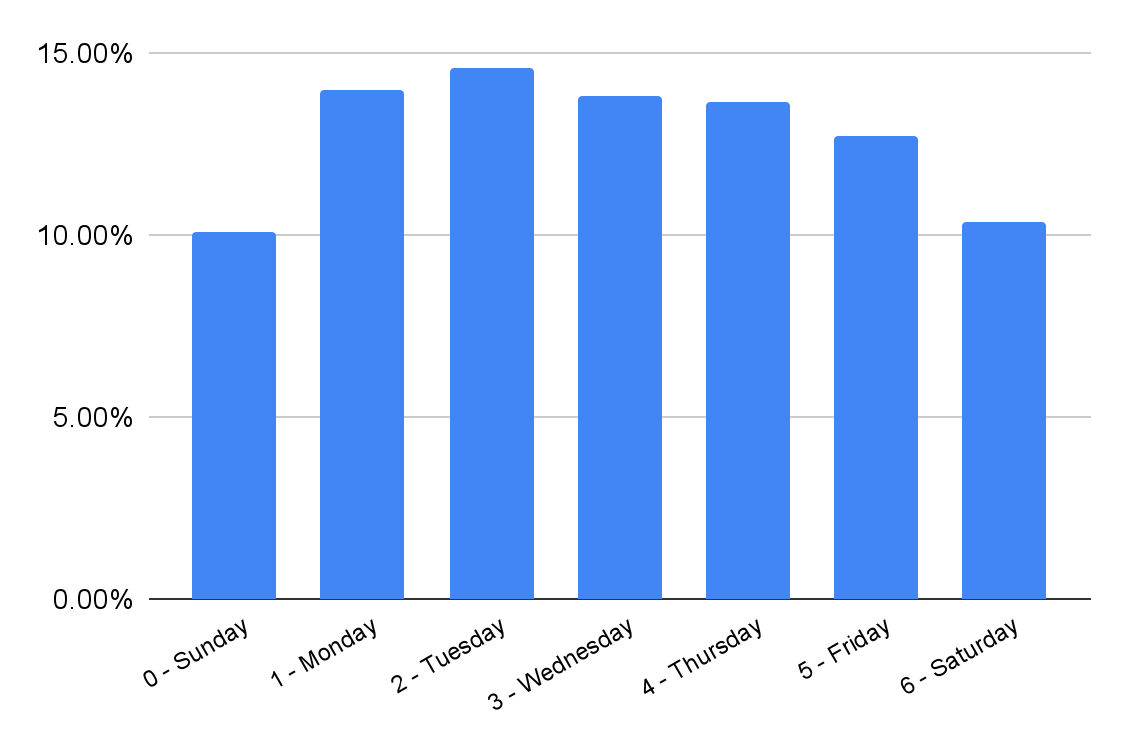 15.00%
10.00%
5.00%
0.00%
0 - Sunday
1 - Monday
2 - Tuesday
3 - Wednesday
4 - Thursday
5 - Friday
6 - Saturday